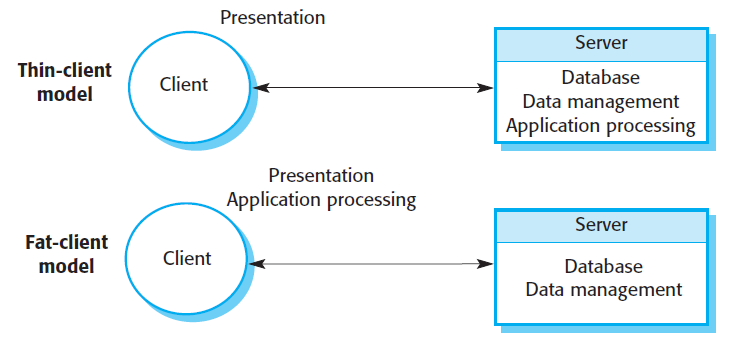 Presentation
Thin-client
model
Client
Server
Database
Data management
Application processing
Presentation
Application processing
Fat-client
model
Client
Server
Database
Data management